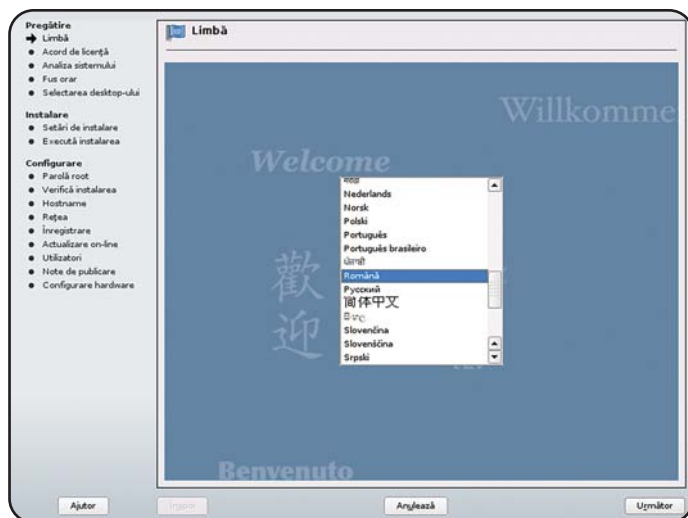 Pregătire
Limbă
Acord de licență
Analiza sistemului
Fus orar
Selectarea desktop-ului
Instalare
Setări de instalare
Execută instalarea
Configurare
Parolă root
Verifică instalarea
Hostname
Rețea
Înregistrare
Actualizare on-line
Utilizatori
Note de publicare
Configurare hardware
Limbă
Willkomme
Welcome
歡
迎
Nederlands
Norsk
Polski
Português
Português brasileiro
ਪੰਜਾਬੀ
Română
Русский
简体中文
Slovenčina
Slovenščina
Srpski
Benvenuto
Ajutor
Înapoi
Anulează
Următor